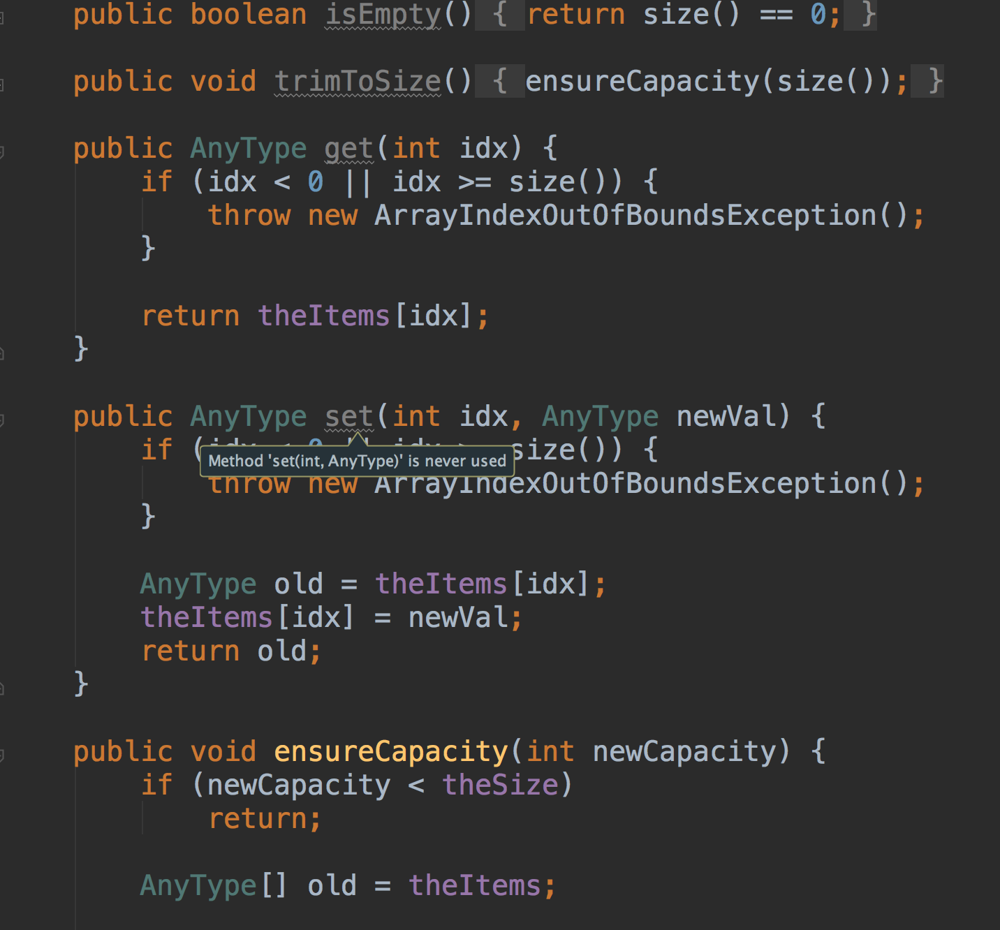 public boolean isEmpty() { return size() == 0; }
public void trimToSize() { ensureCapacity(size()); }
public AnyType get(int idx) {
if (idx < 0 || idx >= size()) {
throw new ArrayIndexOutOfBoundsException();
}
return theItems[idx];
}
public AnyType set(int idx, AnyType newVal) {
if (idx < 0 || idx >= size()) {
Method 'set(int, AnyType)' is never used
throw new ArrayIndexOutOfBoundsException();
}
AnyType old = theItems[idx];
theItems[idx] = newVal;
return old;
}
public void ensureCapacity(int newCapacity) {
if (newCapacity < theSize)
return;
AnyType[] old = theItems;